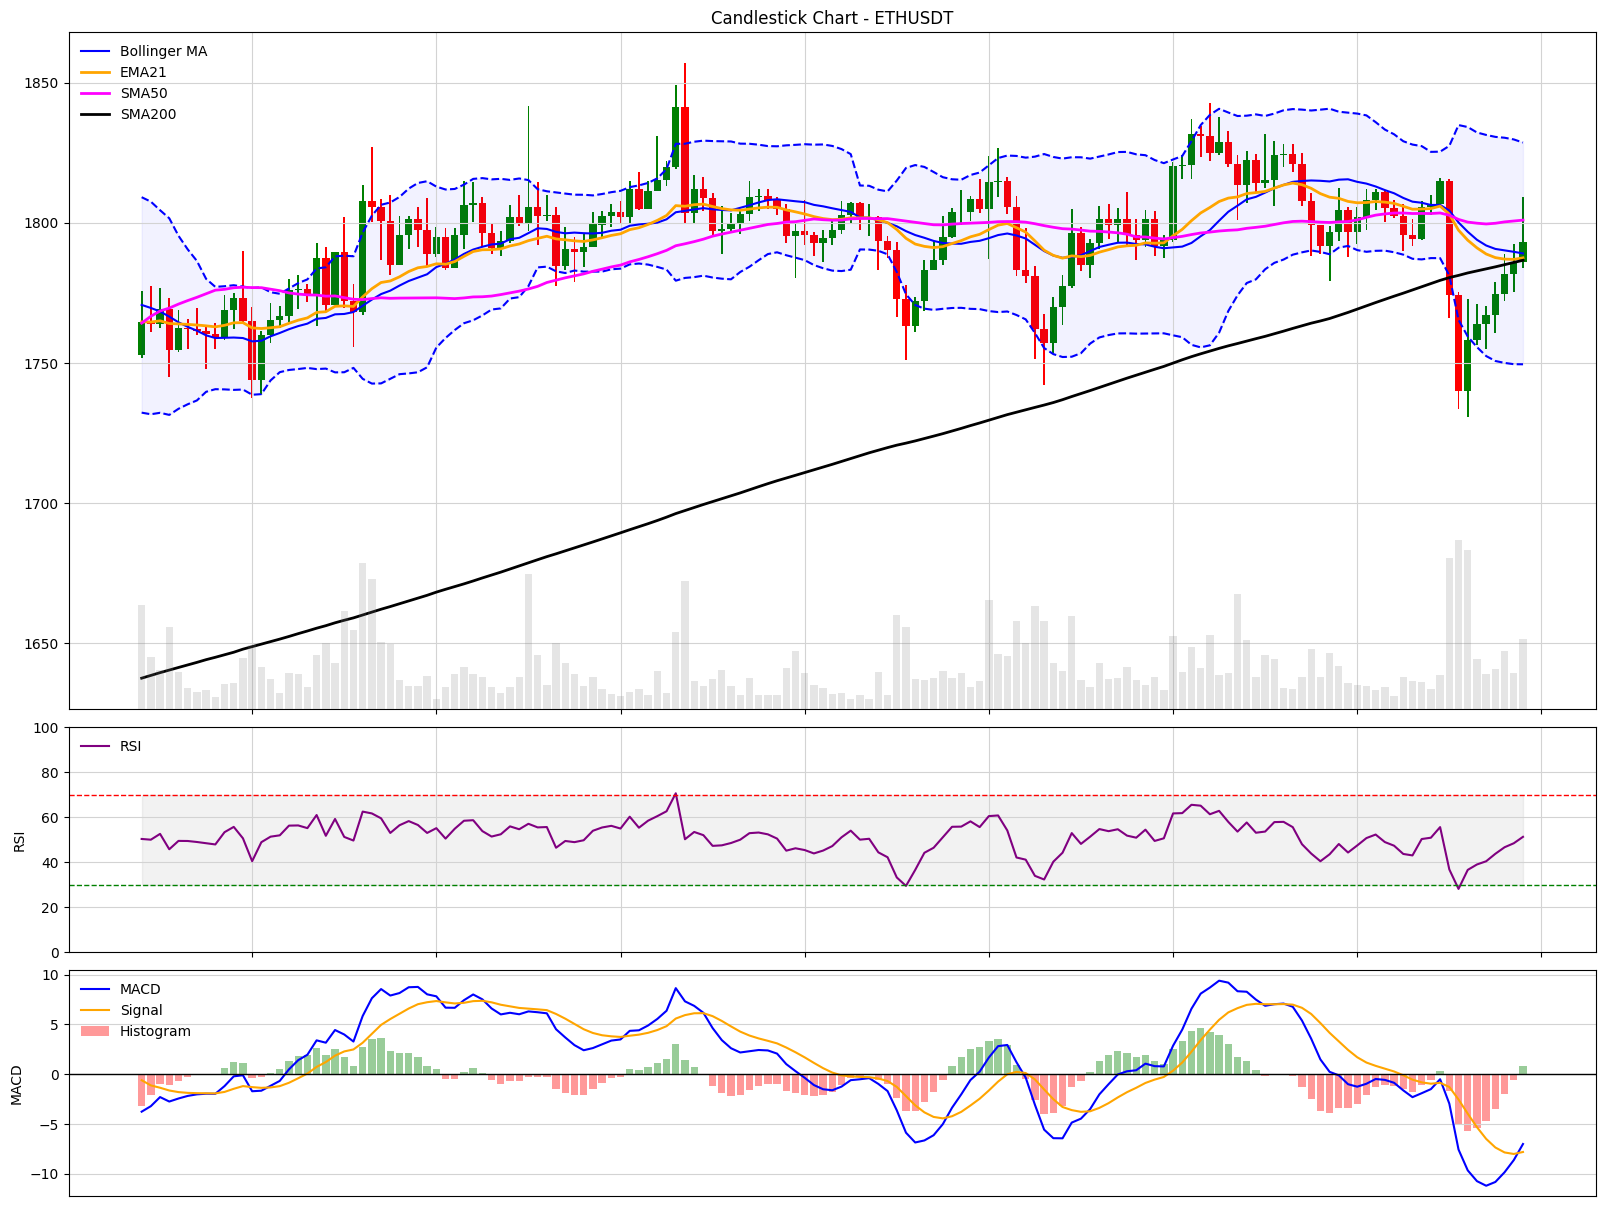 Candlestick Chart - ETHUSDT
Bollinger MA
EMA21
SMA50
SMA200
1850
1800
1750
1700
1650
RSI
100
80
60
40
20
0
RSI
MACD
Signal
Histogram
10
5
0
−5
−10
MACD